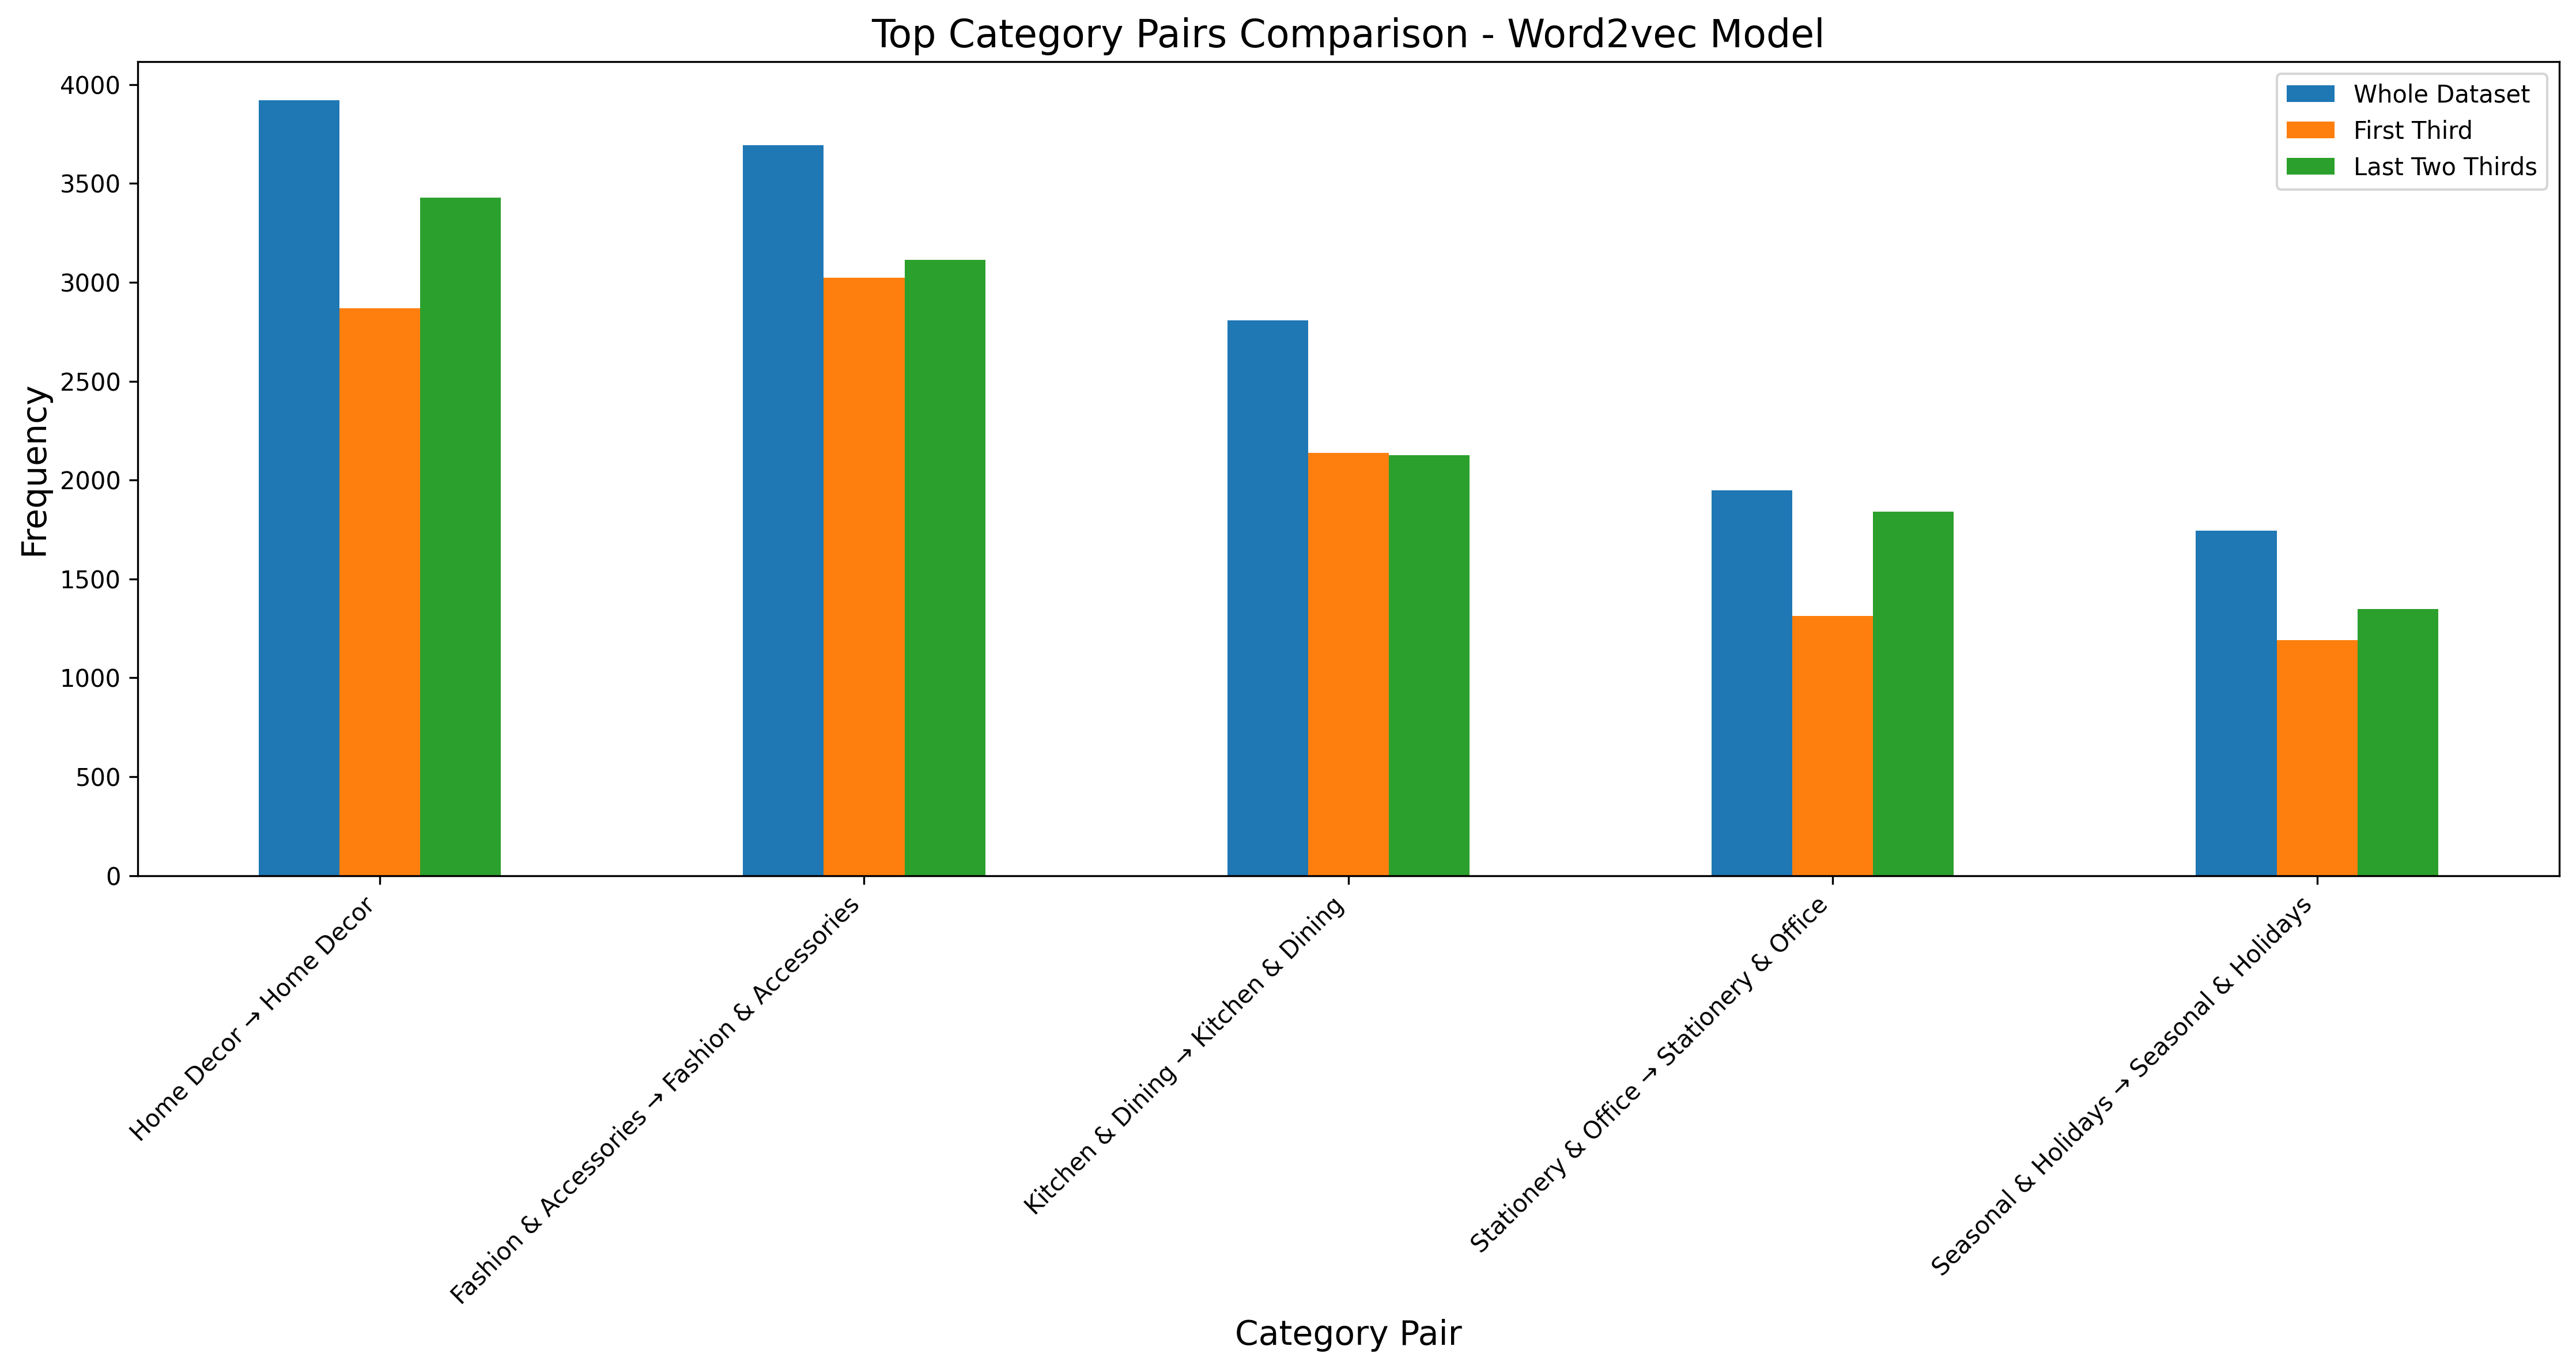 Top Category Pairs Comparison - Word2vec Model
Whole Dataset
First Third
Last Two Thirds
Frequency
4000
3500
3000
2500
2000
1500
1000
500
0
Home Decor → Home Decor
Fashion & Accessories → Fashion & Accessories
Kitchen & Dining → Kitchen & Dining
Stationery & Office → Stationery & Office
Seasonal & Holidays → Seasonal & Holidays
Category Pair